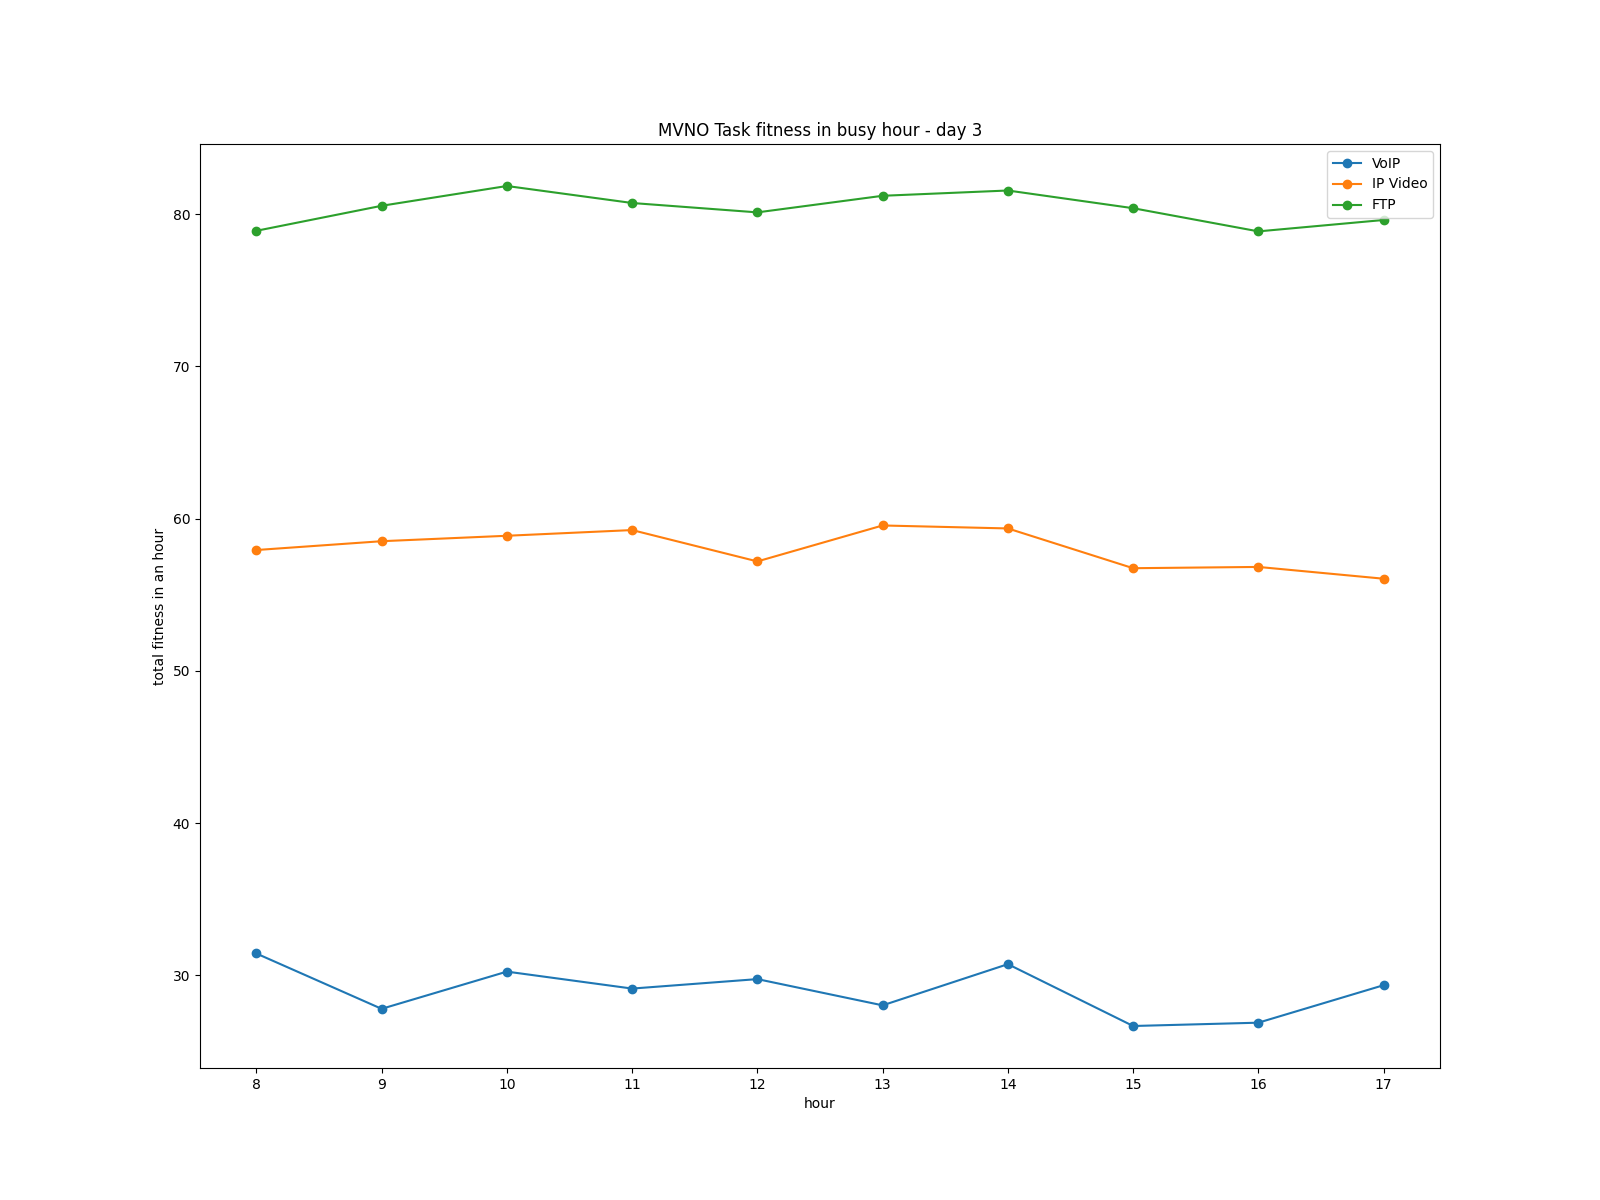 MVNO Task fitness in busy hour - day 3
VoIP
IP Video
FTP
80
70
60
50
40
30
total fitness in an hour
8 9 10 11 12 13 14 15 16 17
hour